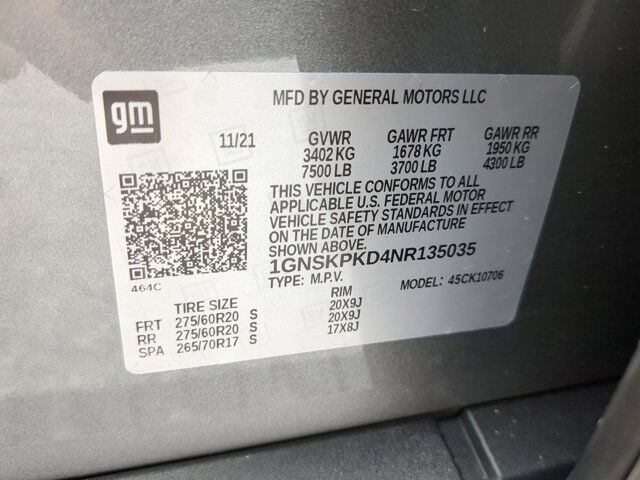 gm
MFD BY GENERAL MOTORS LLC
11/21 GVWR GAWR FRT GAWR RR
3402 KG 1678 KG 1950 KG
7500 LB 3700 LB 4300 LB
THIS VEHICLE CONFORMS TO ALL
APPLICABLE U.S. FEDERAL MOTOR
VEHICLE SAFETY STANDARDS IN EFFECT
ON THE DATE OF MANUFACTURE
SHOWN ABOVE.
1GNSKPKD4NR135035
464C
TYPE: M.P.V. MODEL: 45CK10706
TIRE SIZE RIM
FRT 275/60R20 S 20X9J
RR 275/60R20 S 20X9J
SPA 265/70R17 S 17X8J